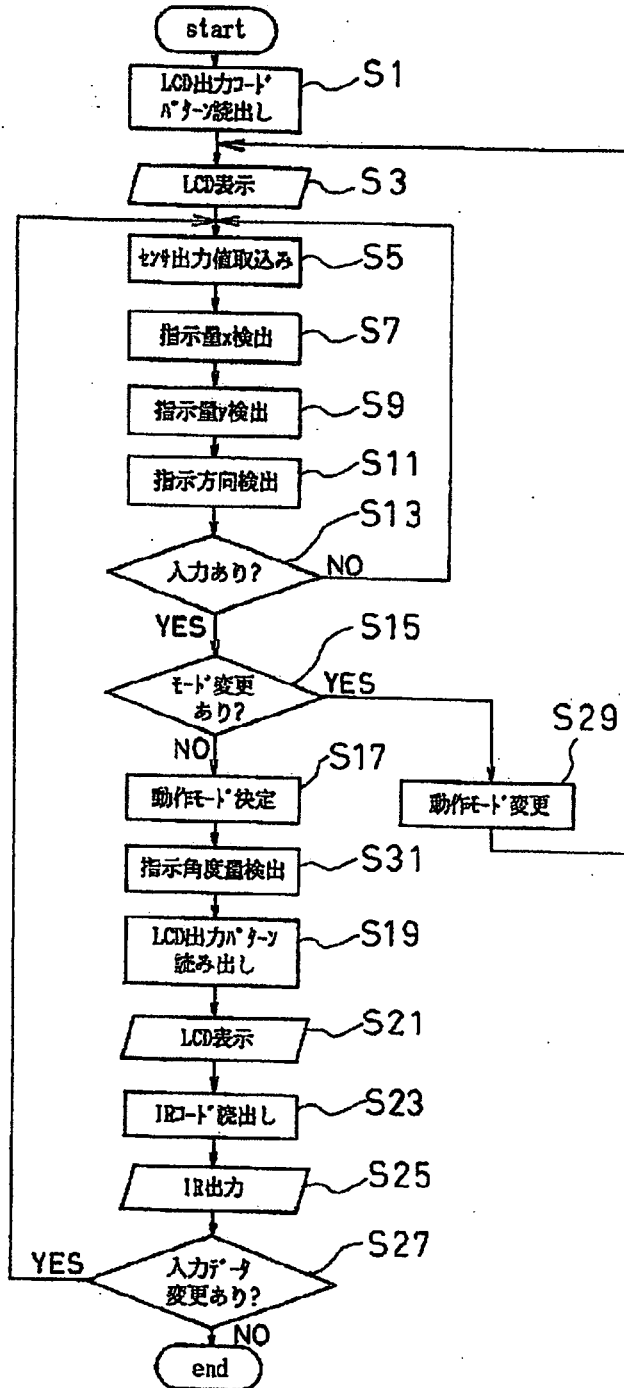 start
LCD出力コード
パターン読出し
S1
LCD表示
S3
センサ出力値取込み
S5
指示量x検出
S7
指示量y検出
S9
指示方向検出
S11
S13
入力あり?
NO
YES
S15
モード変更
あり?
YES
NO
S29
動作モード変更
S17
動作モード決定
指示角度量検出
S31
LCD出力パターン
読み出し
S19
LCD表示
S21
IRコード読出し
S23
IR出力
S25
S27
YES
入力データ
変更あり?
NO
end